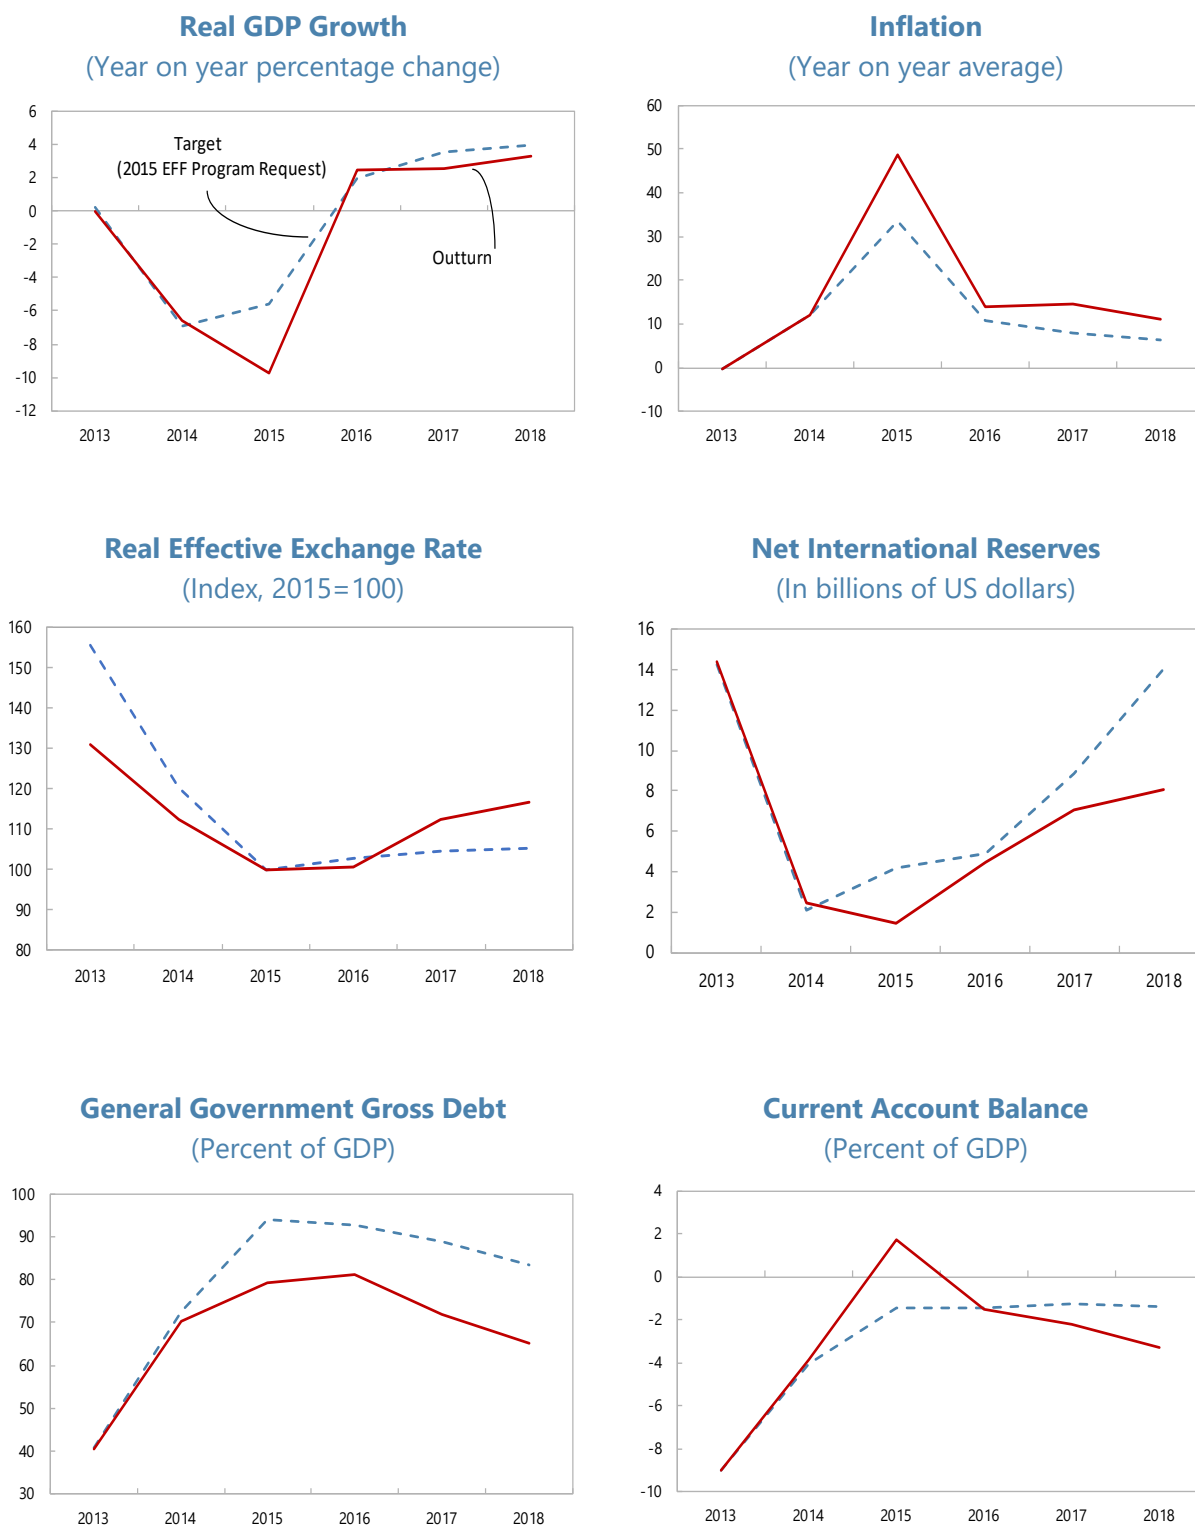 Real GDP Growth
(Year on year percentage change)
6
4
2
0
-2
-4
-6
-8
-10
-12
Target
(2015 EFF Program Request)
Outturn
2013 2014 2015 2016 2017 2018
Inflation
(Year on year average)
60
50
40
30
20
10
0
-10
2013 2014 2015 2016 2017 2018
Real Effective Exchange Rate
(Index, 2015=100)
160
150
140
130
120
110
100
90
80
2013 2014 2015 2016 2017 2018
Net International Reserves
(In billions of US dollars)
16
14
12
10
8
6
4
2
0
2013 2014 2015 2016 2017 2018
General Government Gross Debt
(Percent of GDP)
100
90
80
70
60
50
40
30
2013 2014 2015 2016 2017 2018
Current Account Balance
(Percent of GDP)
4
2
0
-2
-4
-6
-8
-10
2013 2014 2015 2016 2017 2018